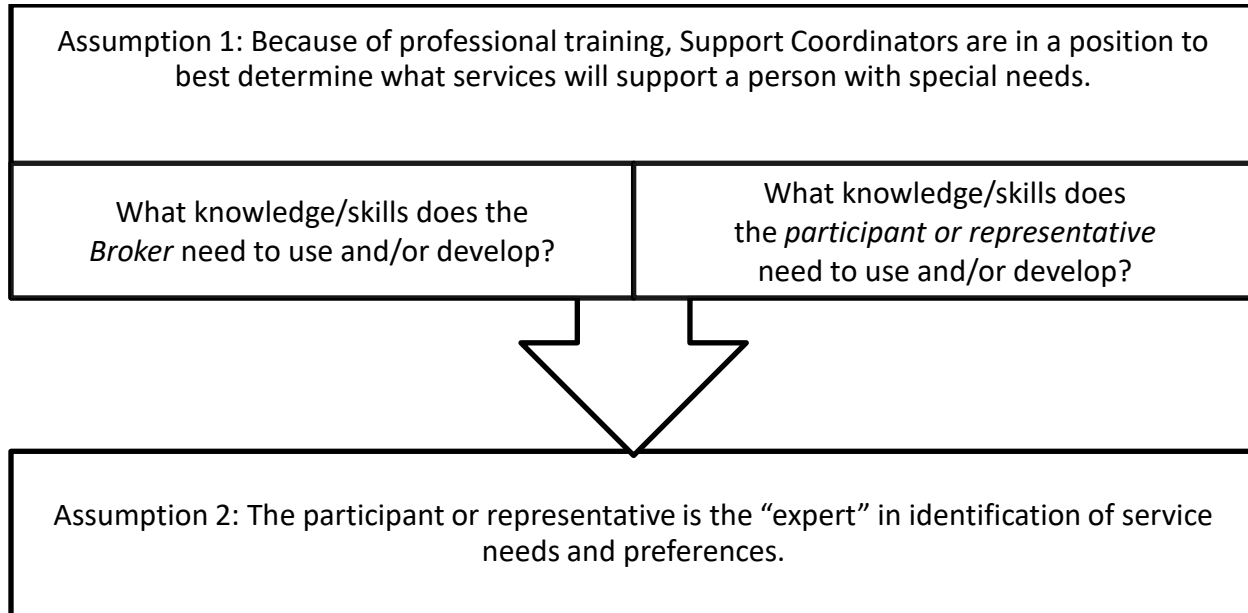 Assumption 1: Because of professional training, Support Coordinators are in a position to
best determine what services will support a person with special needs.
What knowledge/skills does the
Broker need to use and/or develop?
What knowledge/skills does
the participant or representative
need to use and/or develop?
Assumption 2: The participant or representative is the “expert” in identification of service
needs and preferences.